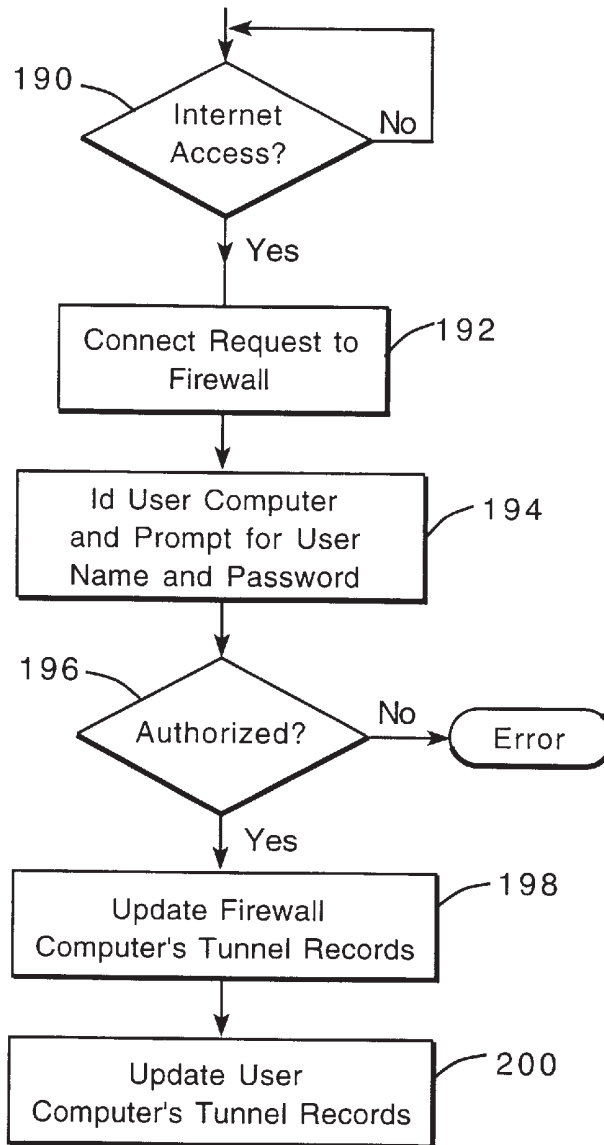 190
Internet
Access?
No
Yes
Connect Request to
Firewall
192
Id User Computer
and Prompt for User
Name and Password
194
196
Authorized?
No
Error
Yes
Update Firewall
Computer's Tunnel Records
198
Update User
Computer's Tunnel Records
200